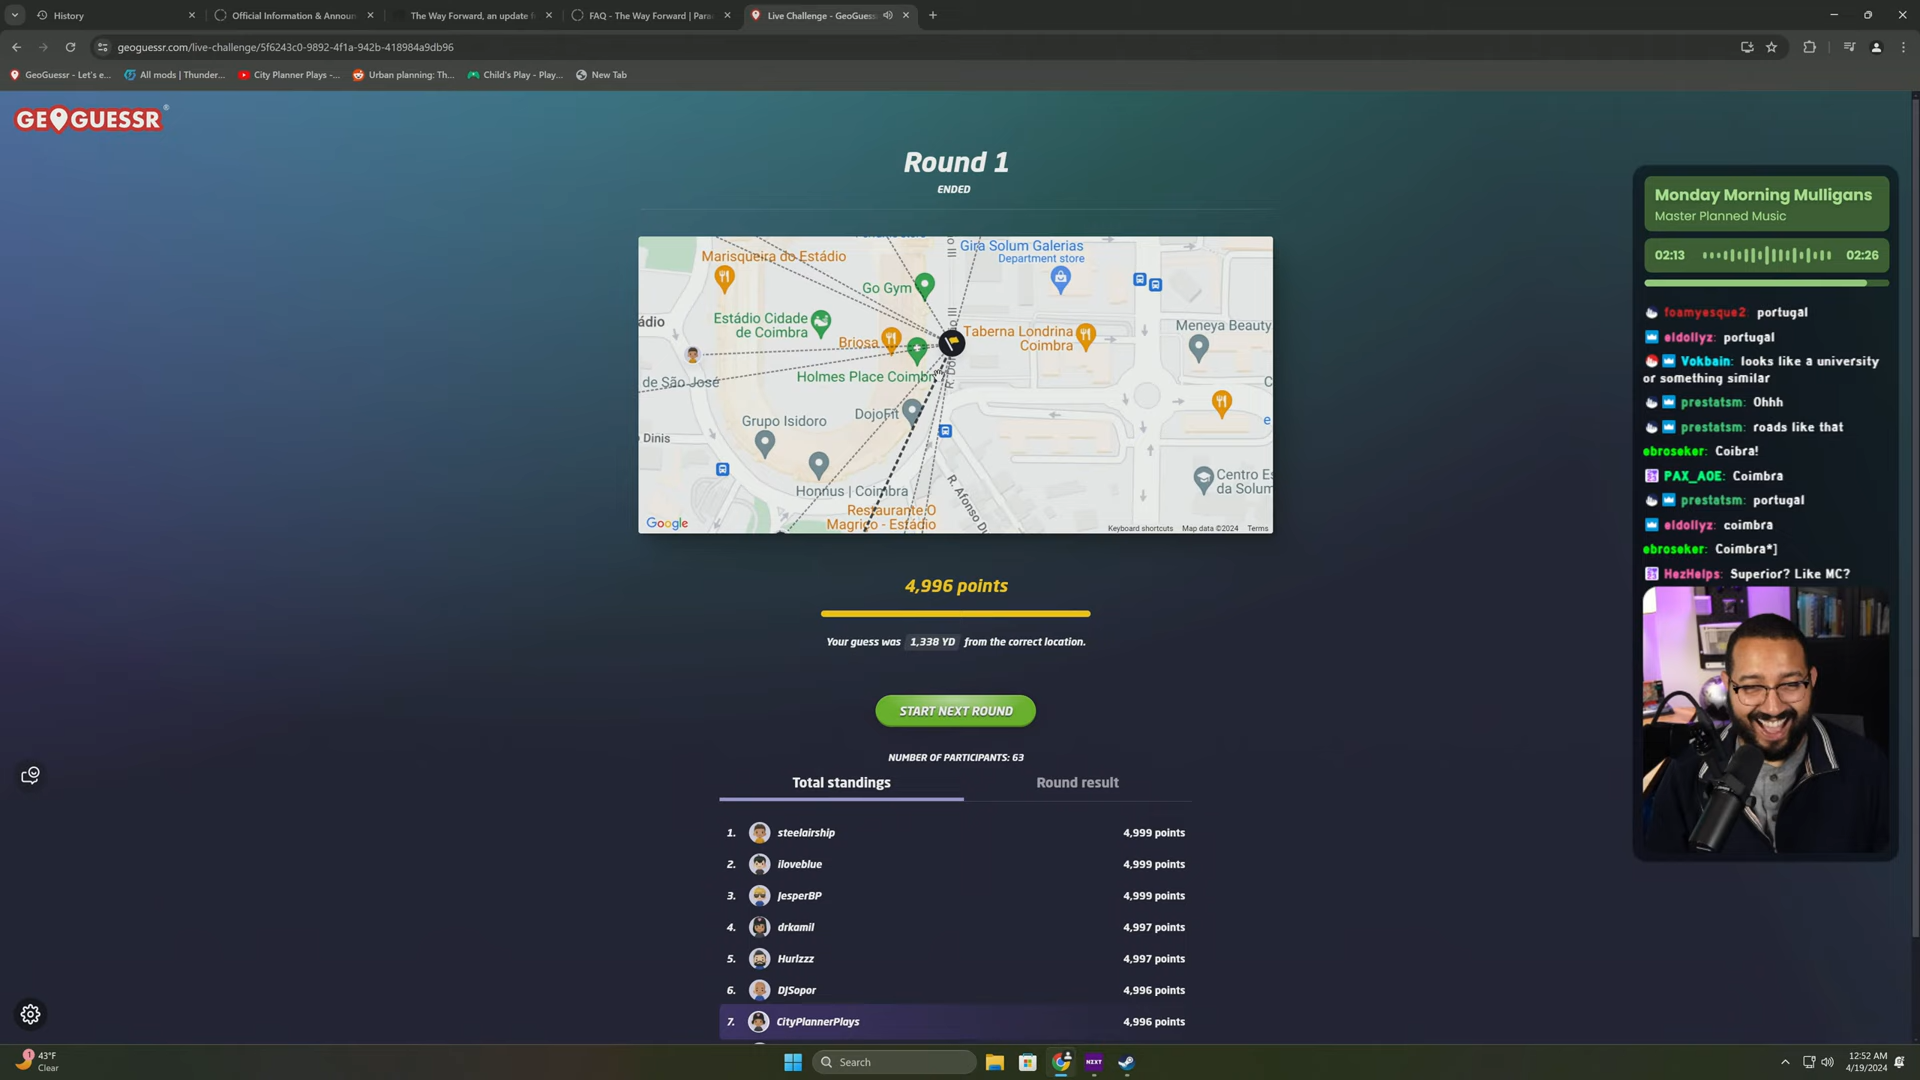 History
Official Information & Announ
The Way Forward, an update f
FAQ - The Way Forward | Para
Live Challenge - GeoGuess
geoguessr.com/live-challenge/5f6243c0-9892-4f1a-942b-418984a9db96
GeoGuessr - Let's e...
All mods | Thunder...
City Planner Plays -...
Urban planning: Th...
Child's Play - Play...
New Tab
GEOGUESSR
Round 1
ENDED
Gira Solum Galerias
Department store
Marisqueira do Estádio
Go Gym
Estádio Cidade
de Coimbra
ádio
Briosa
Taberna Londrina
Coimbra
Meneya Beauty
Holmes Place Coimbr
de São José
DojoFit
Grupo Isidoro
Dinis
Honnus | Coimbra
R. Afonso Du
Centro Es
da Solum
Restaurante O
Magriço - Estádio
Google
Keyboard shortcuts
Map data ©2024
Terms
4,996 points
Your guess was 1,338 YD from the correct location.
START NEXT ROUND
NUMBER OF PARTICIPANTS: 63
Total standings
Round result
1. steelairship 4,999 points
2. iloveblue 4,999 points
3. JesperBP 4,999 points
4. drkamil 4,997 points
5. Hurlzzz 4,997 points
6. DJSopor 4,996 points
7. CityPlannerPlays 4,996 points
Monday Morning Mulligans
Master Planned Music
02:13 02:26
foamyesque2 portugal
eldollyz: portugal
Vokbain: looks like a university
or something similar
prestatsm: Ohhh
prestatsm: roads like that
ebroseker: Coibra!
PAX_AOE: Coimbra
prestatsm: portugal
eldollyz: coimbra
ebroseker: Coimbra*]
HezHelps: Superior? Like MC?
1
43°F
Clear
Search
NZXT
12:52 AM
4/19/2024